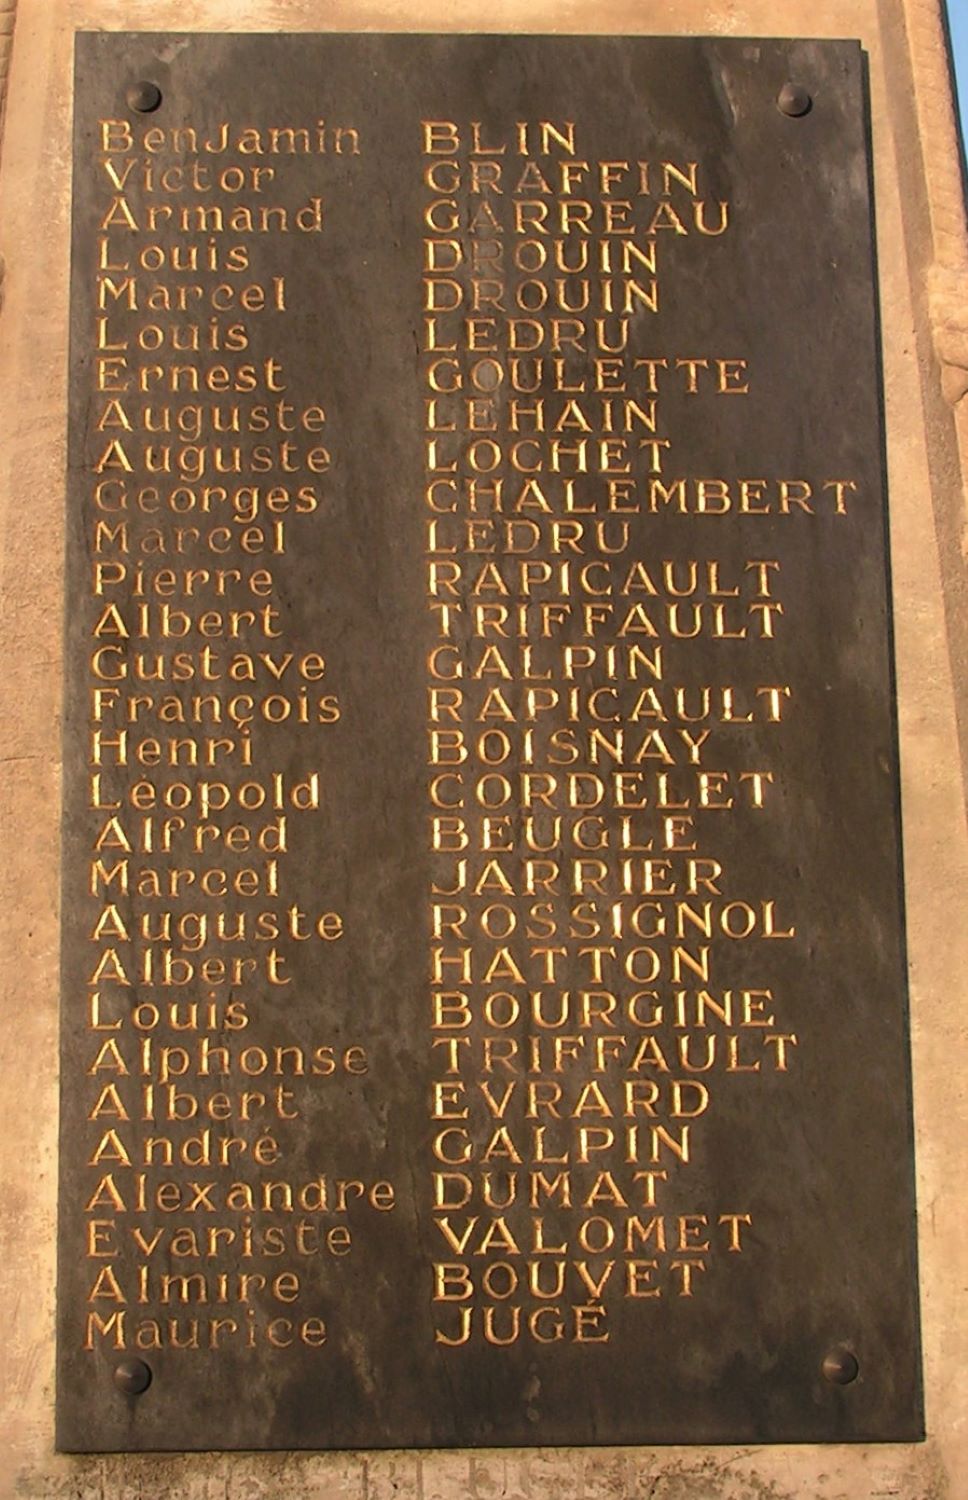 Benjamin BLIN
Victor GRAFFIN
Armand GARREAU
Louis DROUIN
Marcel DROUIN
Louis LEDRU
Ernest GOULETTE
Auguste LEHAIN
Auguste LOCHET
Georges CHALEMBERT
Marcel LEDRU
Pierre RAPICAULT
Albert TRIFFAULT
Gustave GALPIN
François RAPICAULT
Henri BOISNAY
Léopold CORDELET
Alfred BEUGLE
Marcel JARRIER
Auguste ROSSIGNOL
Albert HATTON
Louis BOURGINE
Alphonse TRIFFAULT
Albert EVRARD
André GALPIN
Alexandre DUMAT
Evariste VALOMET
Almire BOUVET
Maurice JUGÉ